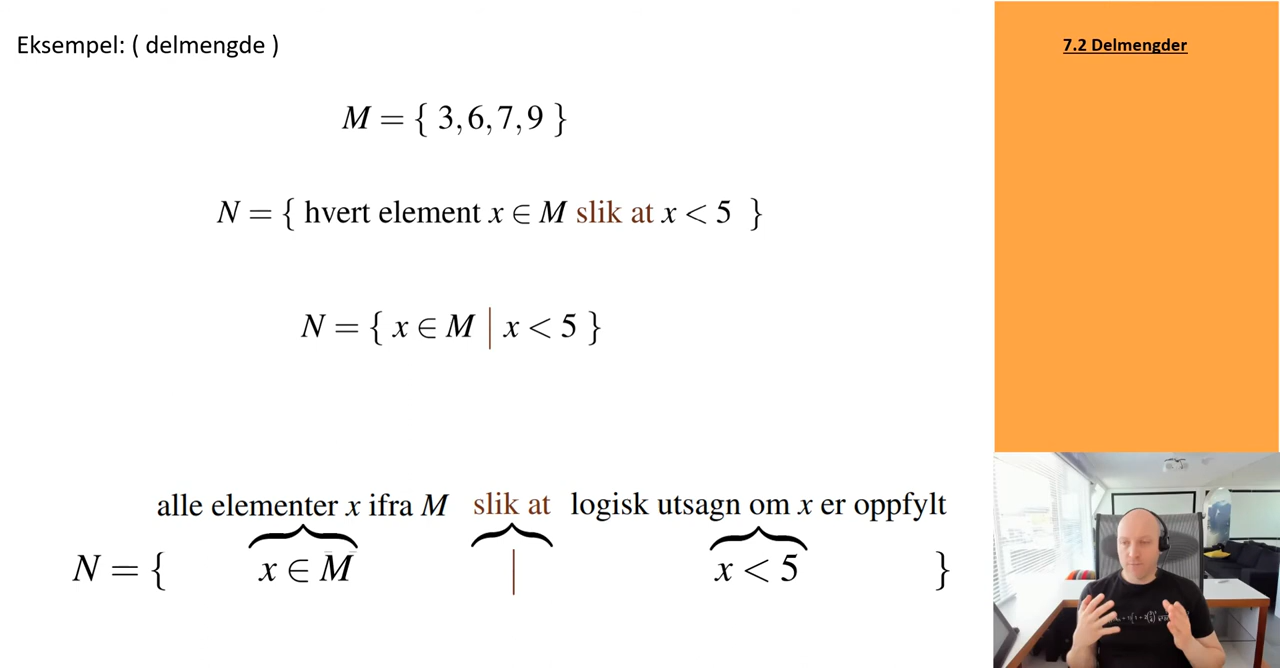 Eksempel: ( delmengde )
7.2 Delmengder
M = { 3,6,7,9 }
N = { hvert element x ∈ M slik at x < 5 }
N = { x ∈ M | x < 5 }
alle elementer x ifra M slik at logisk utsagn om x er oppfylt
N = { x ∈ M | x < 5 }